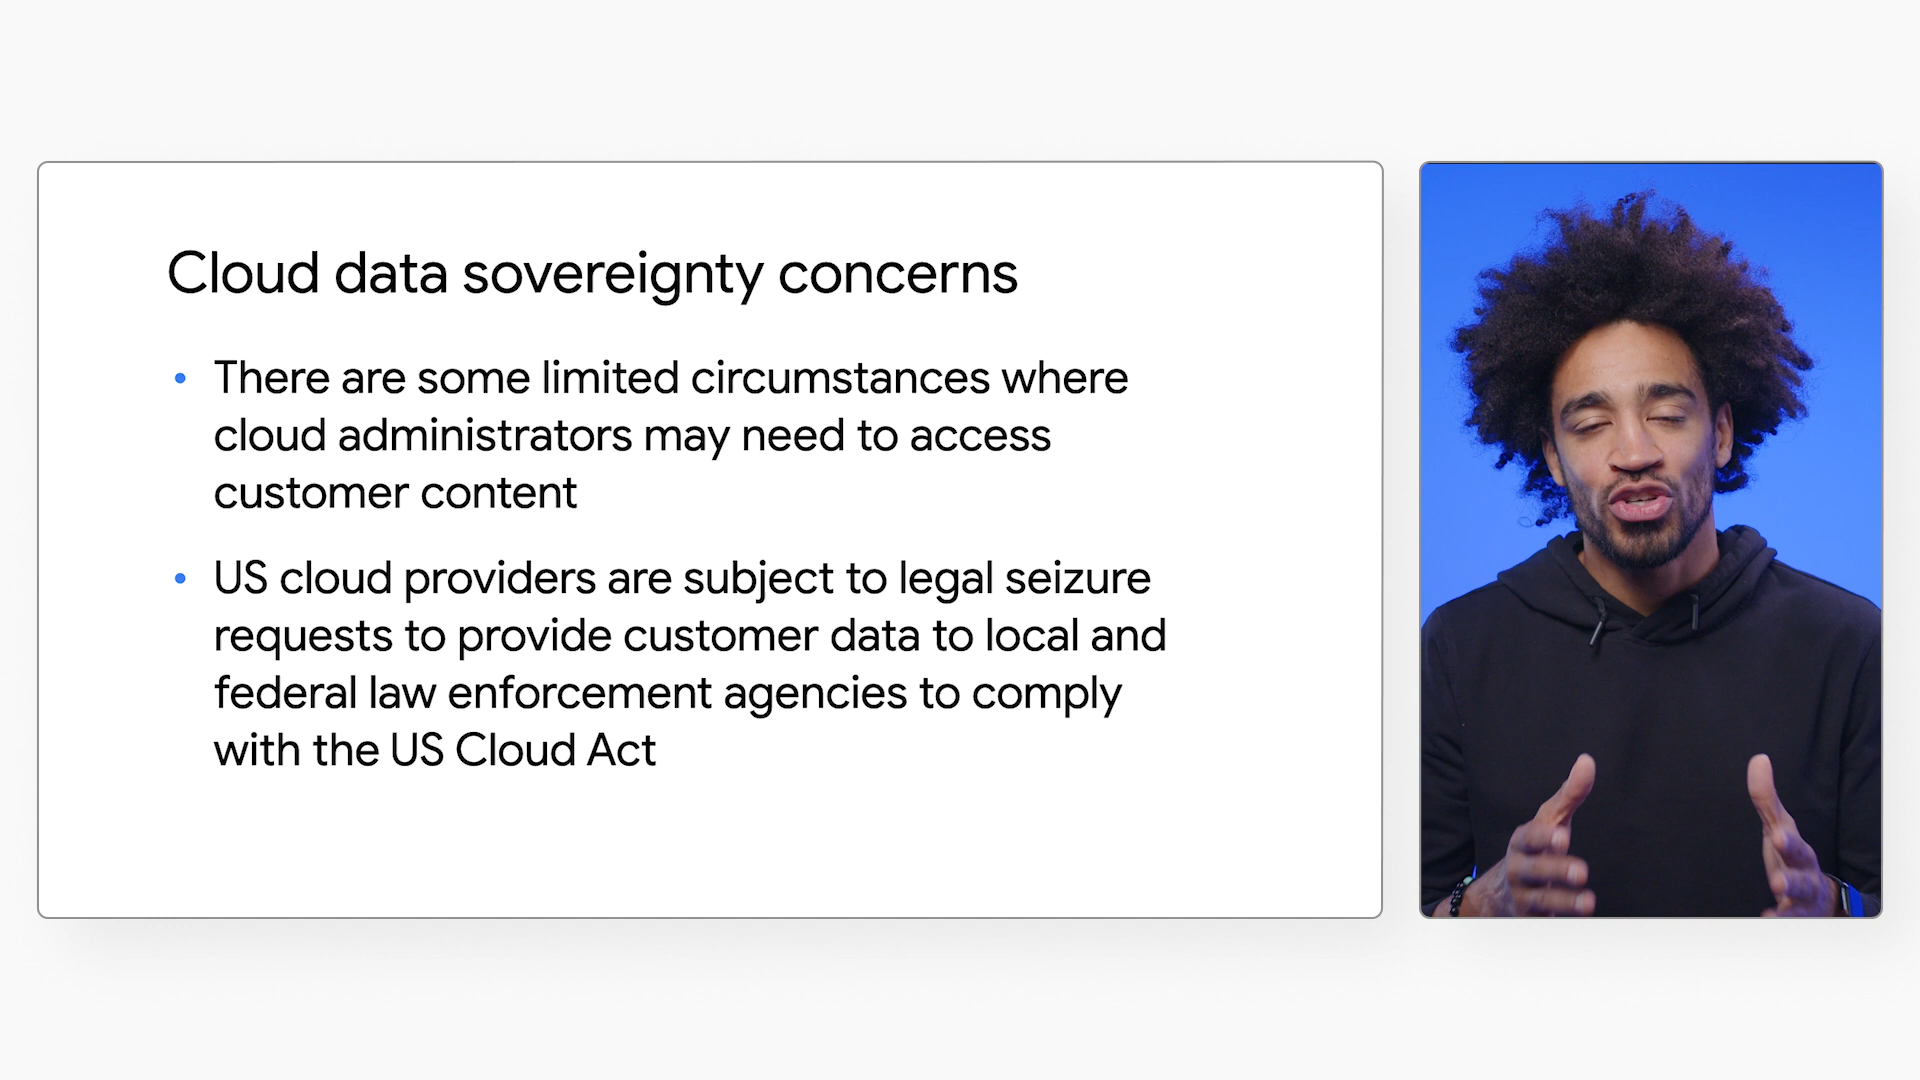 Cloud data sovereignty concerns
• There are some limited circumstances where
cloud administrators may need to access
customer content
• US cloud providers are subject to legal seizure
requests to provide customer data to local and
federal law enforcement agencies to comply
with the US Cloud Act